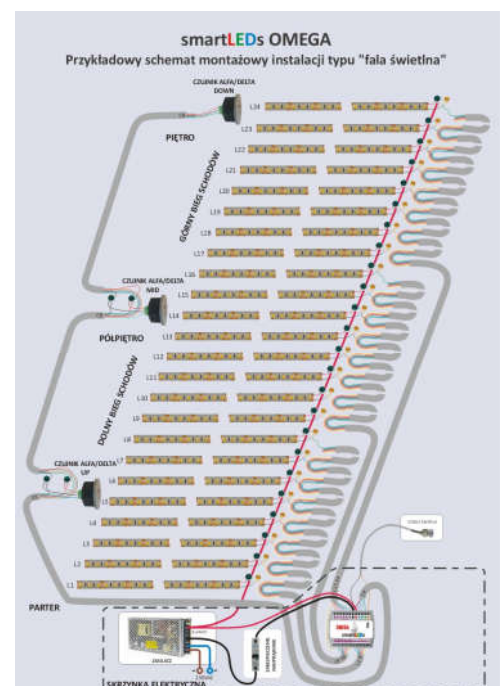 smartLEDs OMEGA
Przykładowy schemat montażowy instalacji typu "fala świetlna"
CZUJNIK ALFA/DELTA
DOWN
L24
L23
PIĘTRO
L22
L21
L20
GÓRNY BIEG SCHODÓW
L19
L18
L17
L16
CZUJNIK ALFA/DELTA
MID
L15
L14
PÓŁPIĘTRO
L13
L12
L11
L10
DOLNY BIEG SCHODÓW
L9
L8
L7
CZUJNIK ALFA/DELTA
UP
L6
L5
L4
L3
L2
L1
PARTER
OMEGA
smartLEDs
ZASILACZ
SKRZYNKA ELEKTRYCZNA